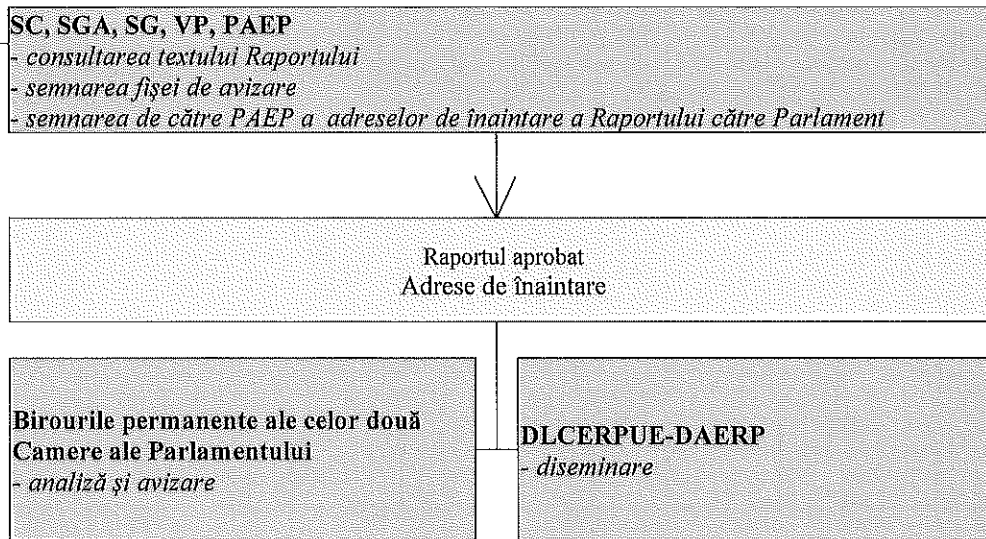 SC, SGA, SG, VP, PAEP
- consultarea textului Raportului
- semnarea fişei de avizare
- semnarea de către PAEP a adreselor de înaintare a Raportului către Parlament
Raportul aprobat
Adrese de înaintare
Birourile permanente ale celor două
Camere ale Parlamentului
- analiză şi avizare
DLCERPUE-DAERP
- diseminare